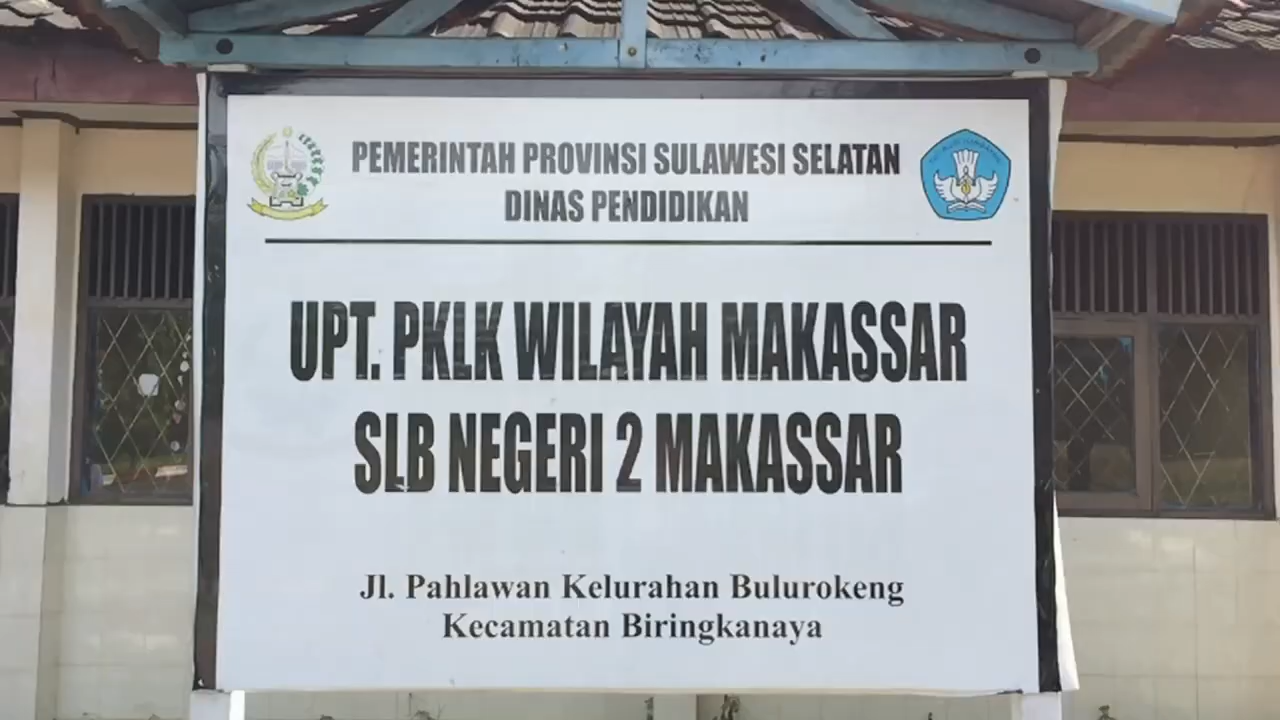 PEMERINTAH PROVINSI SULAWESI SELATAN
DINAS PENDIDIKAN
UPT. PKLK WILAYAH MAKASSAR
SLB NEGERI 2 MAKASSAR
Jl. Pahlawan Kelurahan Bulurokeng
Kecamatan Biringkanaya